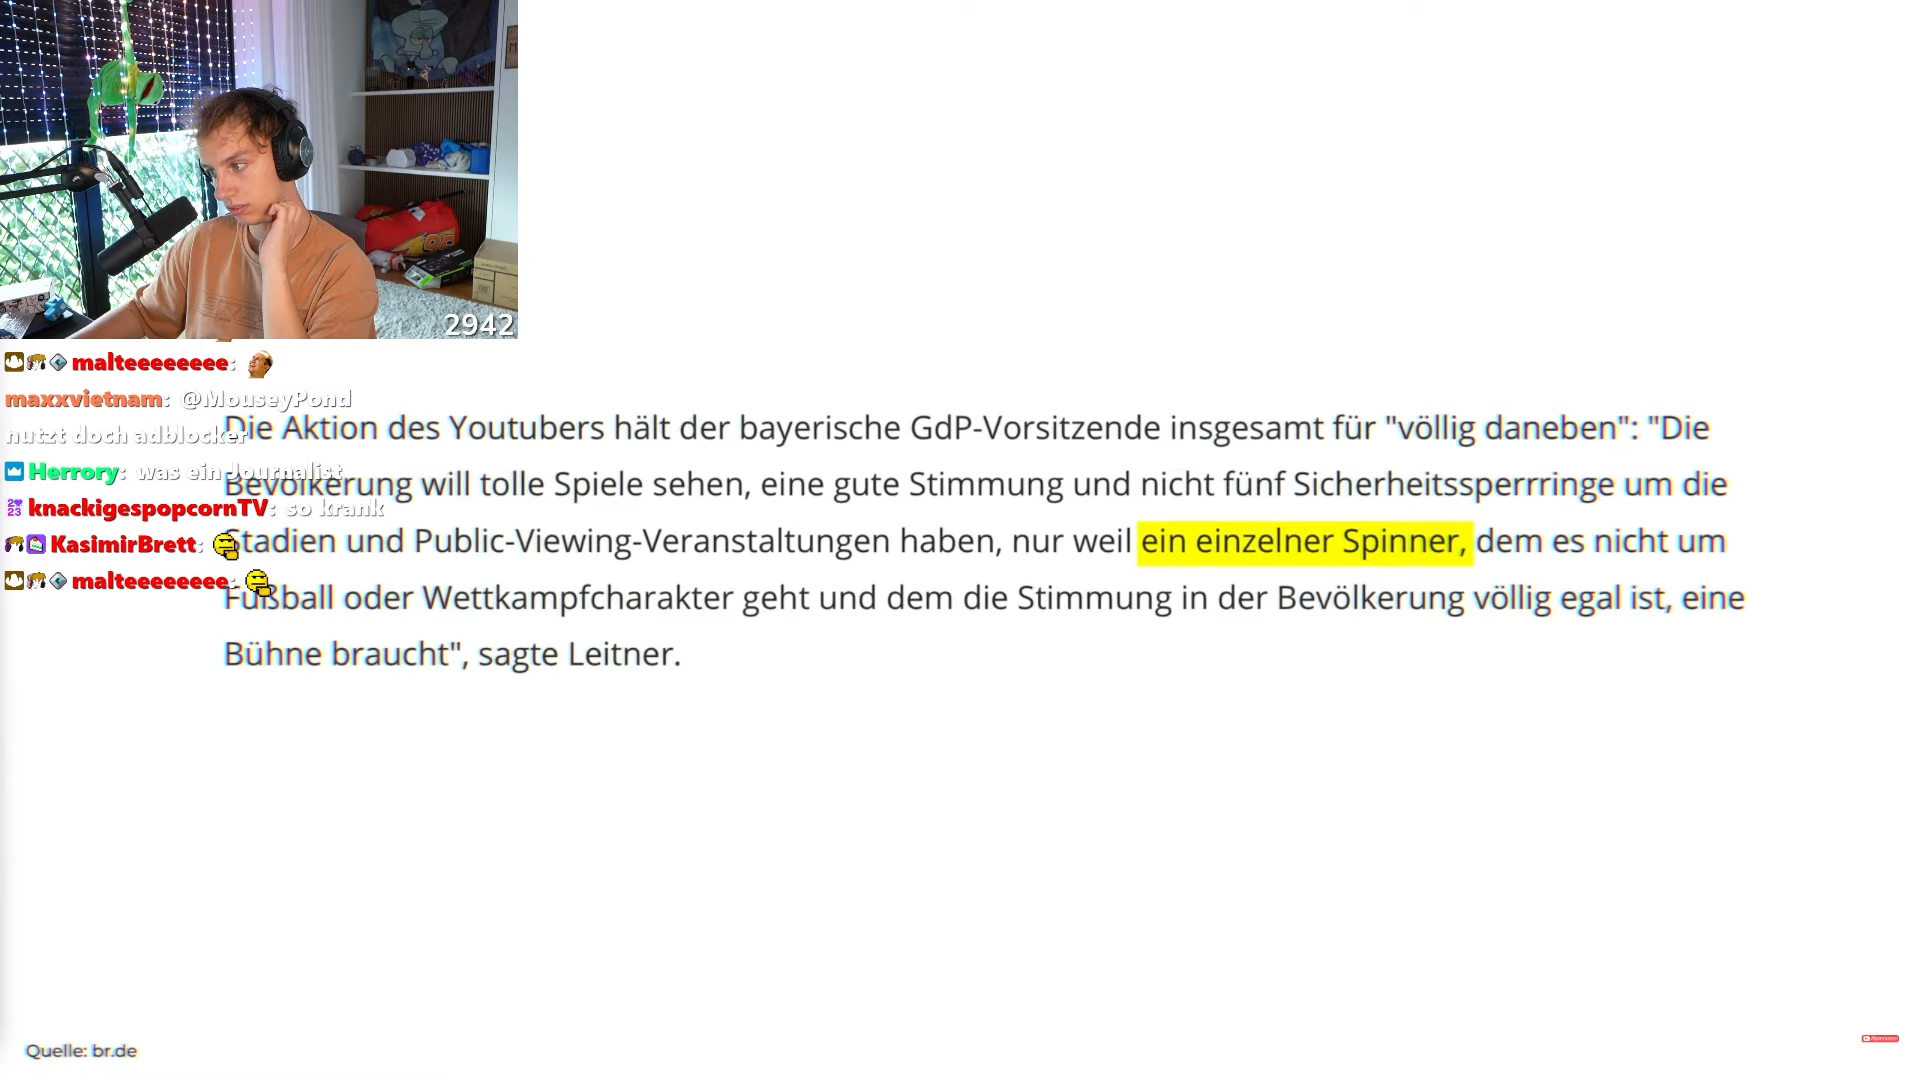 2942
malteeeeeeee:
maxxvietnam: @MouseyPond
nutzt doch adblocker
Herrory: was ein Journalist
knackigespopcornTV: so krank
KasimirBrett:
malteeeeeeee:
Die Aktion des Youtubers hält der bayerische GdP-Vorsitzende insgesamt für "völlig daneben": "Die
Bevölkerung will tolle Spiele sehen, eine gute Stimmung und nicht fünf Sicherheitssperrringe um die
Stadien und Public-Viewing-Veranstaltungen haben, nur weil ein einzelner Spinner, dem es nicht um
Fußball oder Wettkampfcharakter geht und dem die Stimmung in der Bevölkerung völlig egal ist, eine
Bühne braucht", sagte Leitner.
Quelle: br.de